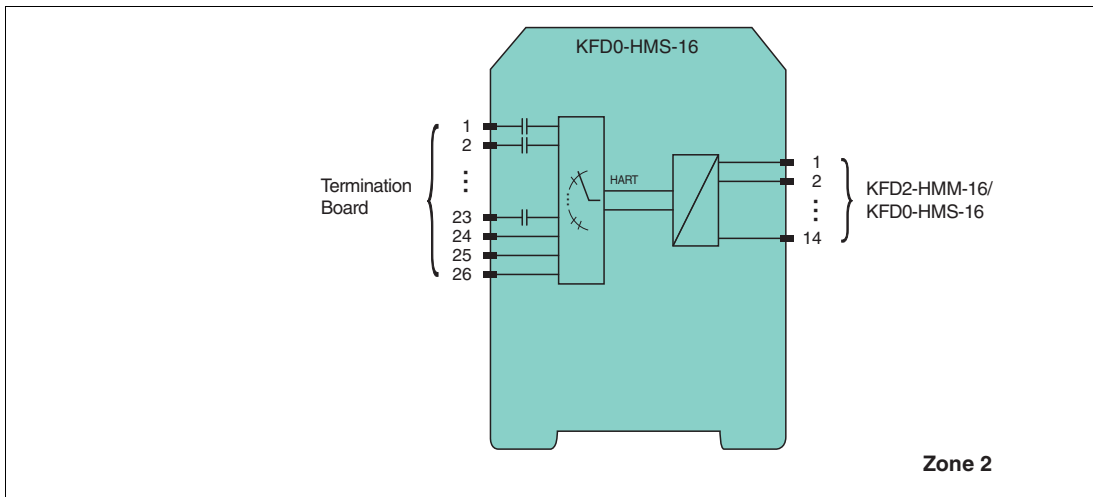 KFD0-HMS-16
1
2
⋮
23
24
25
26
Termination
Board
HART
1
2
⋮
14
KFD2-HMM-16/
KFD0-HMS-16
Zone 2